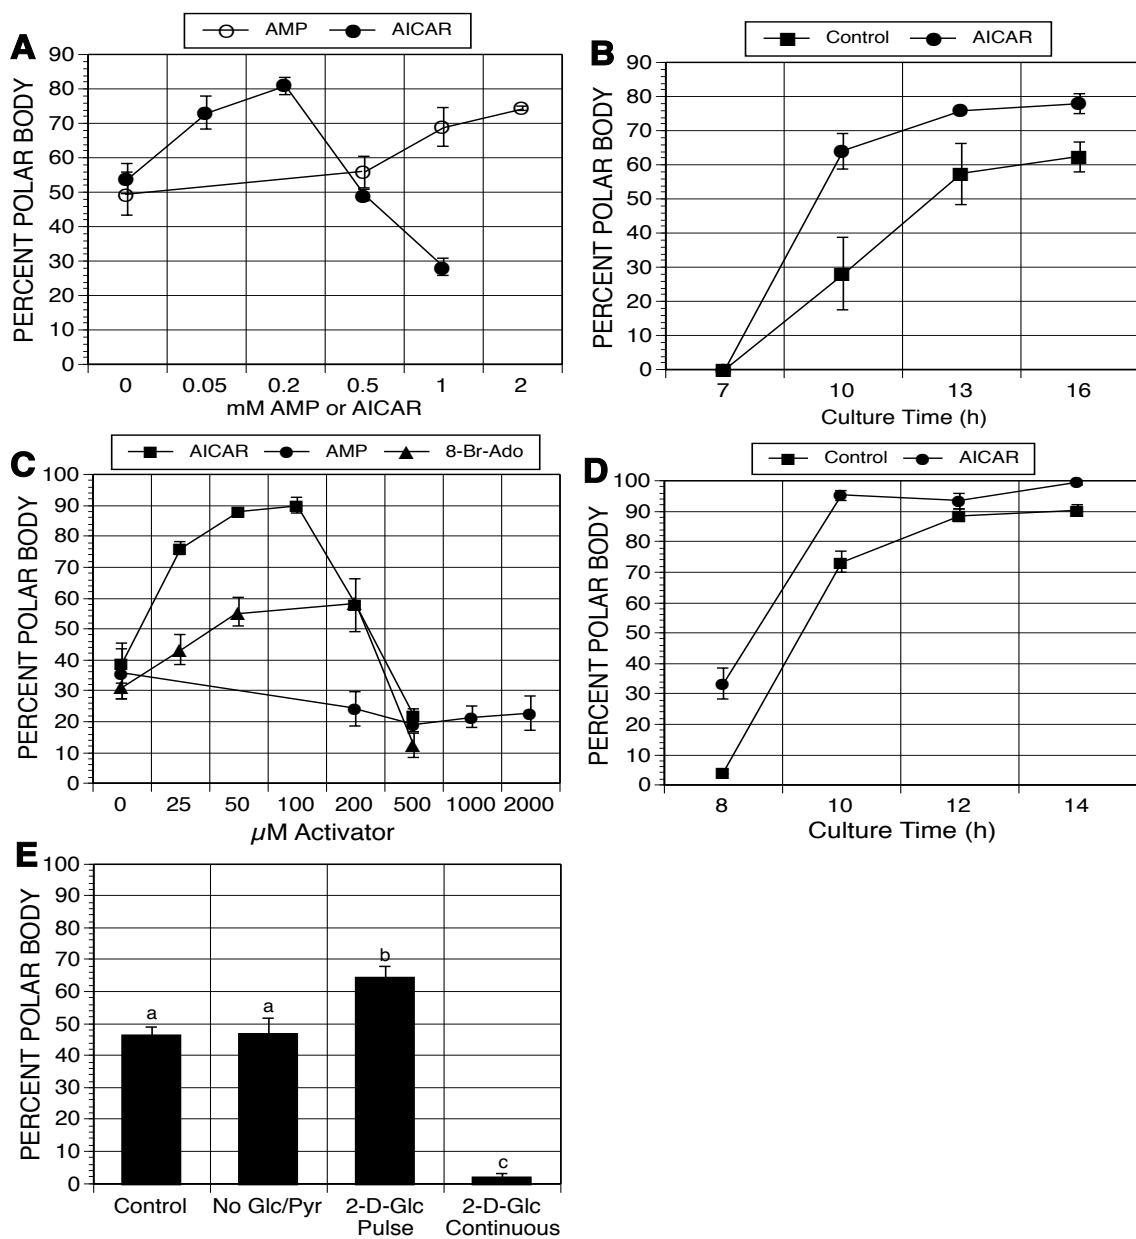 A
AMP AICAR
PERCENT POLAR BODY
90
80
70
60
50
40
30
20
10
0
0 0.05 0.2 0.5 1 2
mM AMP or AICAR
B
Control AICAR
PERCENT POLAR BODY
90
80
70
60
50
40
30
20
10
0
7 10 13 16
Culture Time (h)
C
AICAR AMP 8-Br-Ado
PERCENT POLAR BODY
100
90
80
70
60
50
40
30
20
10
0
0 25 50 100 200 500 1000 2000
µM Activator
D
Control AICAR
PERCENT POLAR BODY
100
90
80
70
60
50
40
30
20
10
0
8 10 12 14
Culture Time (h)
E
PERCENT POLAR BODY
100
90
80
70
60
50
40
30
20
10
0
a a b c
Control No Glc/Pyr 2-D-Glc 2-D-Glc
Pulse Continuous